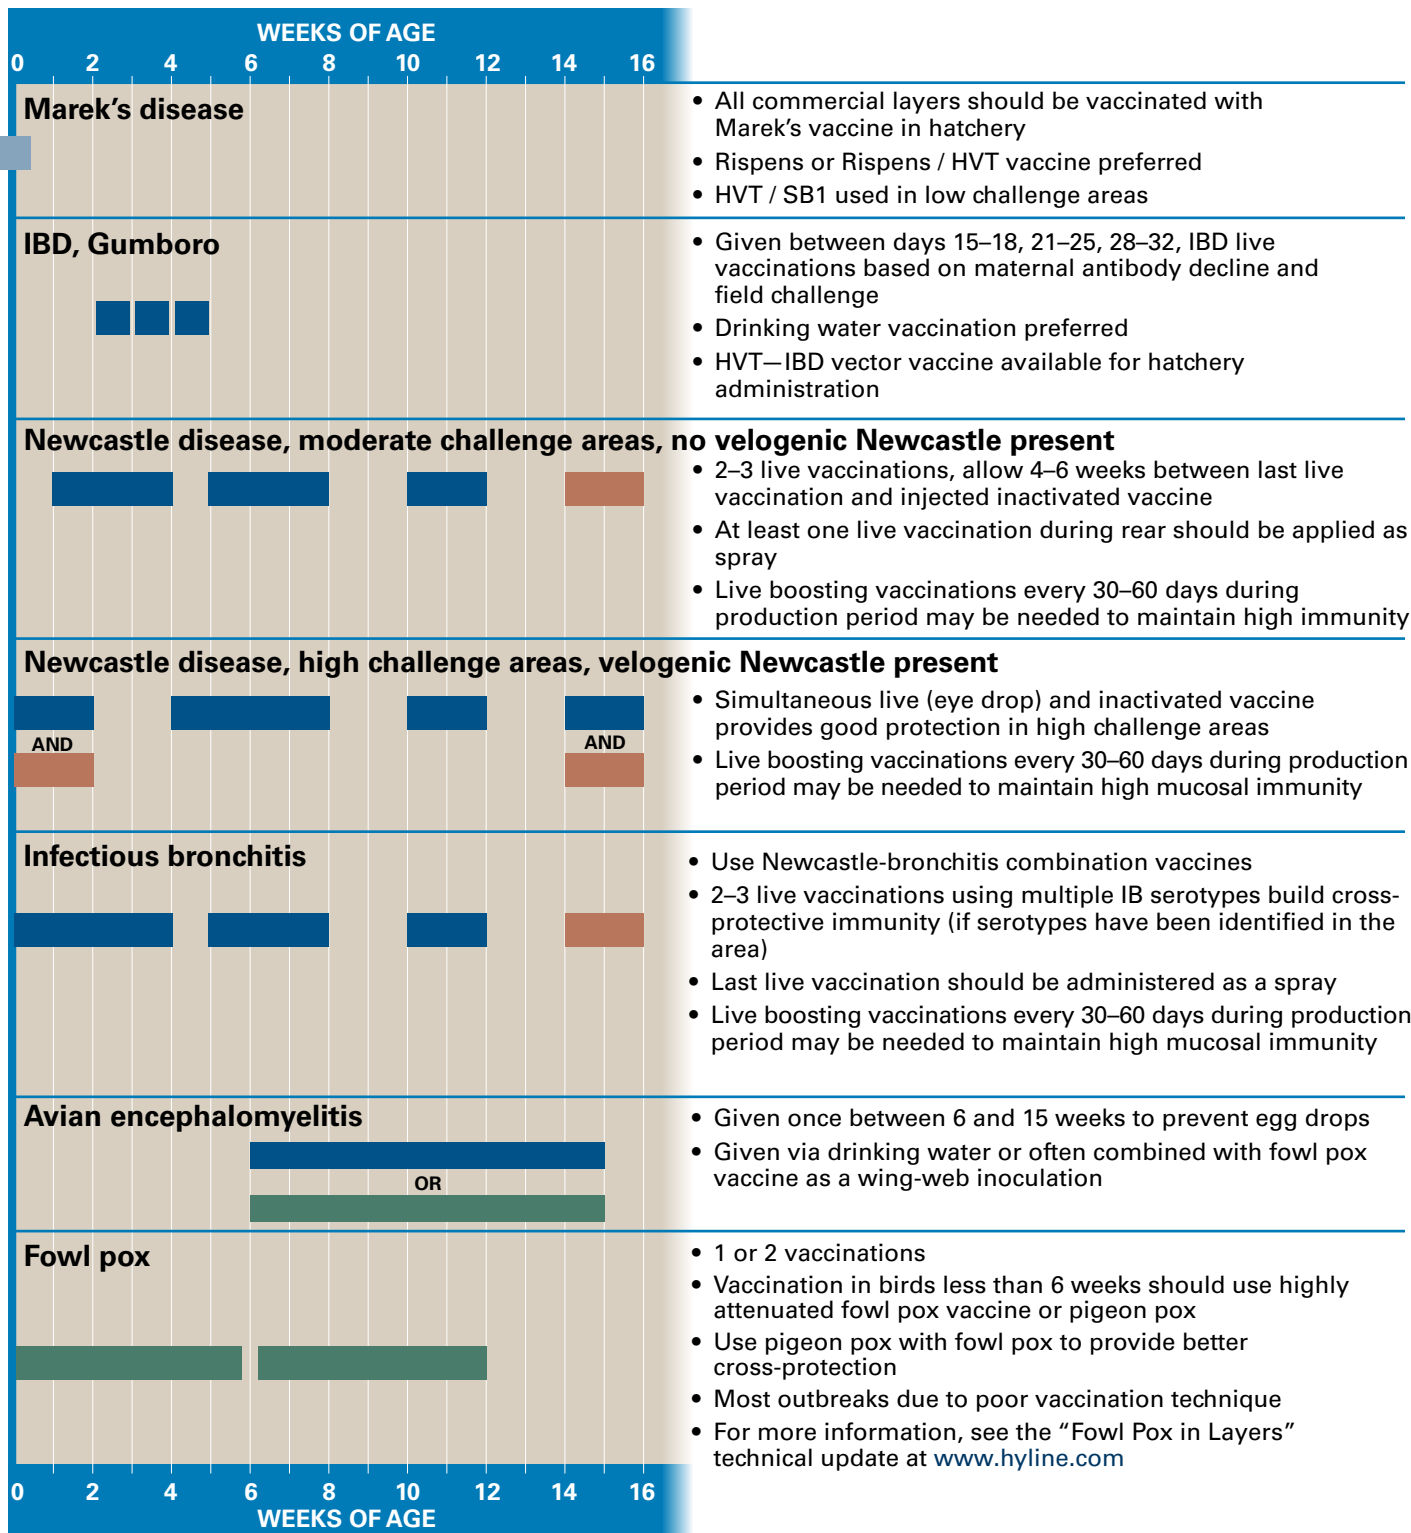 WEEKS OF AGE
0 2 4 6 8 10 12 14 16
Marek's disease
• All commercial layers should be vaccinated with
Marek's vaccine in hatchery
• Rispens or Rispens / HVT vaccine preferred
• HVT / SB1 used in low challenge areas
IBD, Gumboro
• Given between days 15–18, 21–25, 28–32, IBD live
vaccinations based on maternal antibody decline and
field challenge
• Drinking water vaccination preferred
• HVT—IBD vector vaccine available for hatchery
administration
Newcastle disease, moderate challenge areas, no velogenic Newcastle present
• 2–3 live vaccinations, allow 4–6 weeks between last live
vaccination and injected inactivated vaccine
• At least one live vaccination during rear should be applied as
spray
• Live boosting vaccinations every 30–60 days during
production period may be needed to maintain high immunity
Newcastle disease, high challenge areas, velogenic Newcastle present
AND AND
• Simultaneous live (eye drop) and inactivated vaccine
provides good protection in high challenge areas
• Live boosting vaccinations every 30–60 days during production
period may be needed to maintain high mucosal immunity
Infectious bronchitis
• Use Newcastle-bronchitis combination vaccines
• 2–3 live vaccinations using multiple IB serotypes build cross-
protective immunity (if serotypes have been identified in the
area)
• Last live vaccination should be administered as a spray
• Live boosting vaccinations every 30–60 days during production
period may be needed to maintain high mucosal immunity
Avian encephalomyelitis
OR
• Given once between 6 and 15 weeks to prevent egg drops
• Given via drinking water or often combined with fowl pox
vaccine as a wing-web inoculation
Fowl pox
• 1 or 2 vaccinations
• Vaccination in birds less than 6 weeks should use highly
attenuated fowl pox vaccine or pigeon pox
• Use pigeon pox with fowl pox to provide better
cross-protection
• Most outbreaks due to poor vaccination technique
• For more information, see the "Fowl Pox in Layers"
technical update at www.hyline.com
0 2 4 6 8 10 12 14 16
WEEKS OF AGE